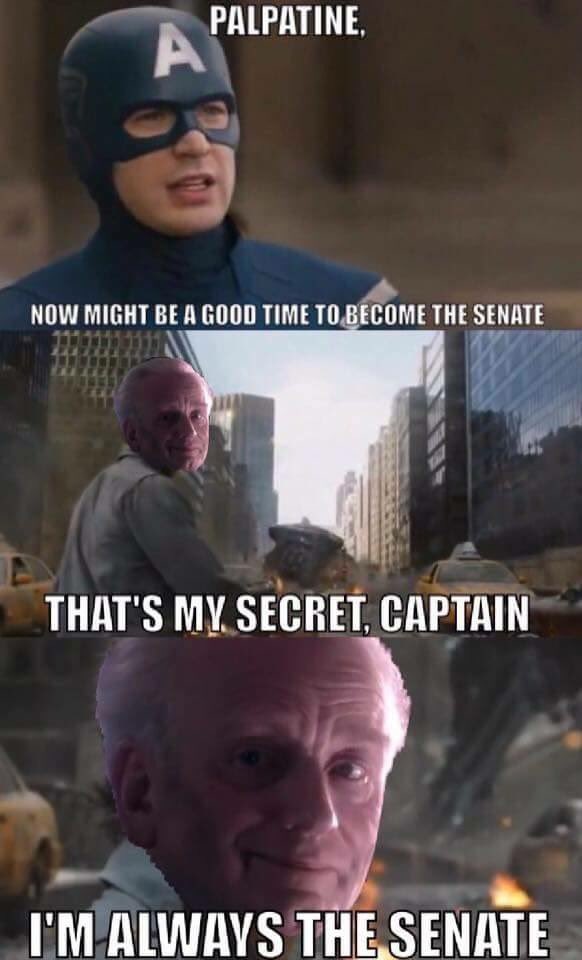 A
PALPATINE,
NOW MIGHT BE A GOOD TIME TO BECOME THE SENATE
THAT'S MY SECRET, CAPTAIN
I'M ALWAYS THE SENATE